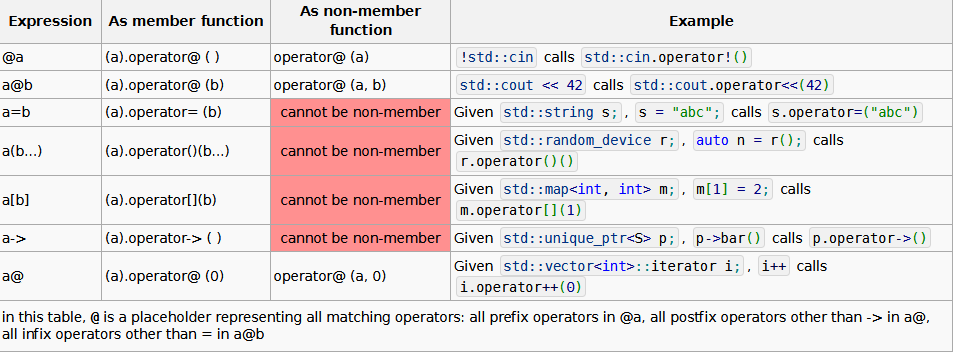 Expression As member function As non-member function Example
@a (a).operator@ ( ) operator@ (a) !std::cin calls std::cin.operator!()
a@b (a).operator@ (b) operator@ (a, b) std::cout << 42 calls std::cout.operator<<(42)
a=b (a).operator= (b) cannot be non-member Given std::string s;, s = "abc"; calls s.operator=("abc")
a(b...) (a).operator()(b...) cannot be non-member Given std::random_device r;, auto n = r(); calls
r.operator()()
a[b] (a).operator[](b) cannot be non-member Given std::map<int, int> m;, m[1] = 2; calls
m.operator[](1)
a-> (a).operator-> ( ) cannot be non-member Given std::unique_ptr<S> p;, p->bar() calls p.operator->()
a@ (a).operator@ (0) operator@ (a, 0) Given std::vector<int>::iterator i;, i++ calls
i.operator++(0)
in this table, @ is a placeholder representing all matching operators: all prefix operators in @a, all postfix operators other than -> in a@,
all infix operators other than = in a@b